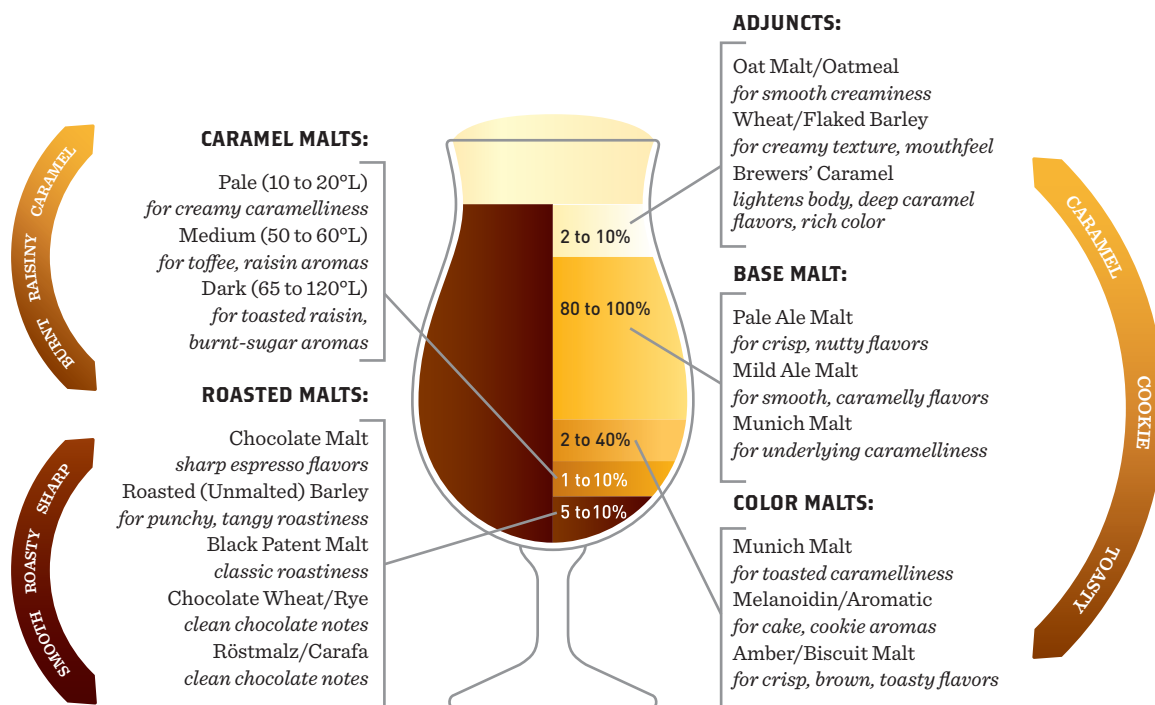 CARAMEL MALTS:
Pale (10 to 20°L)
for creamy caramelliness
Medium (50 to 60°L)
for toffee, raisin aromas
Dark (65 to 120°L)
for toasted raisin,
burnt-sugar aromas
ROASTED MALTS:
Chocolate Malt
sharp espresso flavors
Roasted (Unmalted) Barley
for punchy, tangy roastiness
Black Patent Malt
classic roastiness
Chocolate Wheat/Rye
clean chocolate notes
Röstmalz/Carafa
clean chocolate notes
BURNT RAISINY CARAMEL
SMOOTH ROASTY SHARP
2 to 10%
80 to 100%
2 to 40%
1 to 10%
5 to 10%
ADJUNCTS:
Oat Malt/Oatmeal
for smooth creaminess
Wheat/Flaked Barley
for creamy texture, mouthfeel
Brewers’ Caramel
lightens body, deep caramel
flavors, rich color
BASE MALT:
Pale Ale Malt
for crisp, nutty flavors
Mild Ale Malt
for smooth, caramelly flavors
Munich Malt
for underlying caramelliness
COLOR MALTS:
Munich Malt
for toasted caramelliness
Melanoidin/Aromatic
for cake, cookie aromas
Amber/Biscuit Malt
for crisp, brown, toasty flavors
CARAMEL COOKIE TOASTY